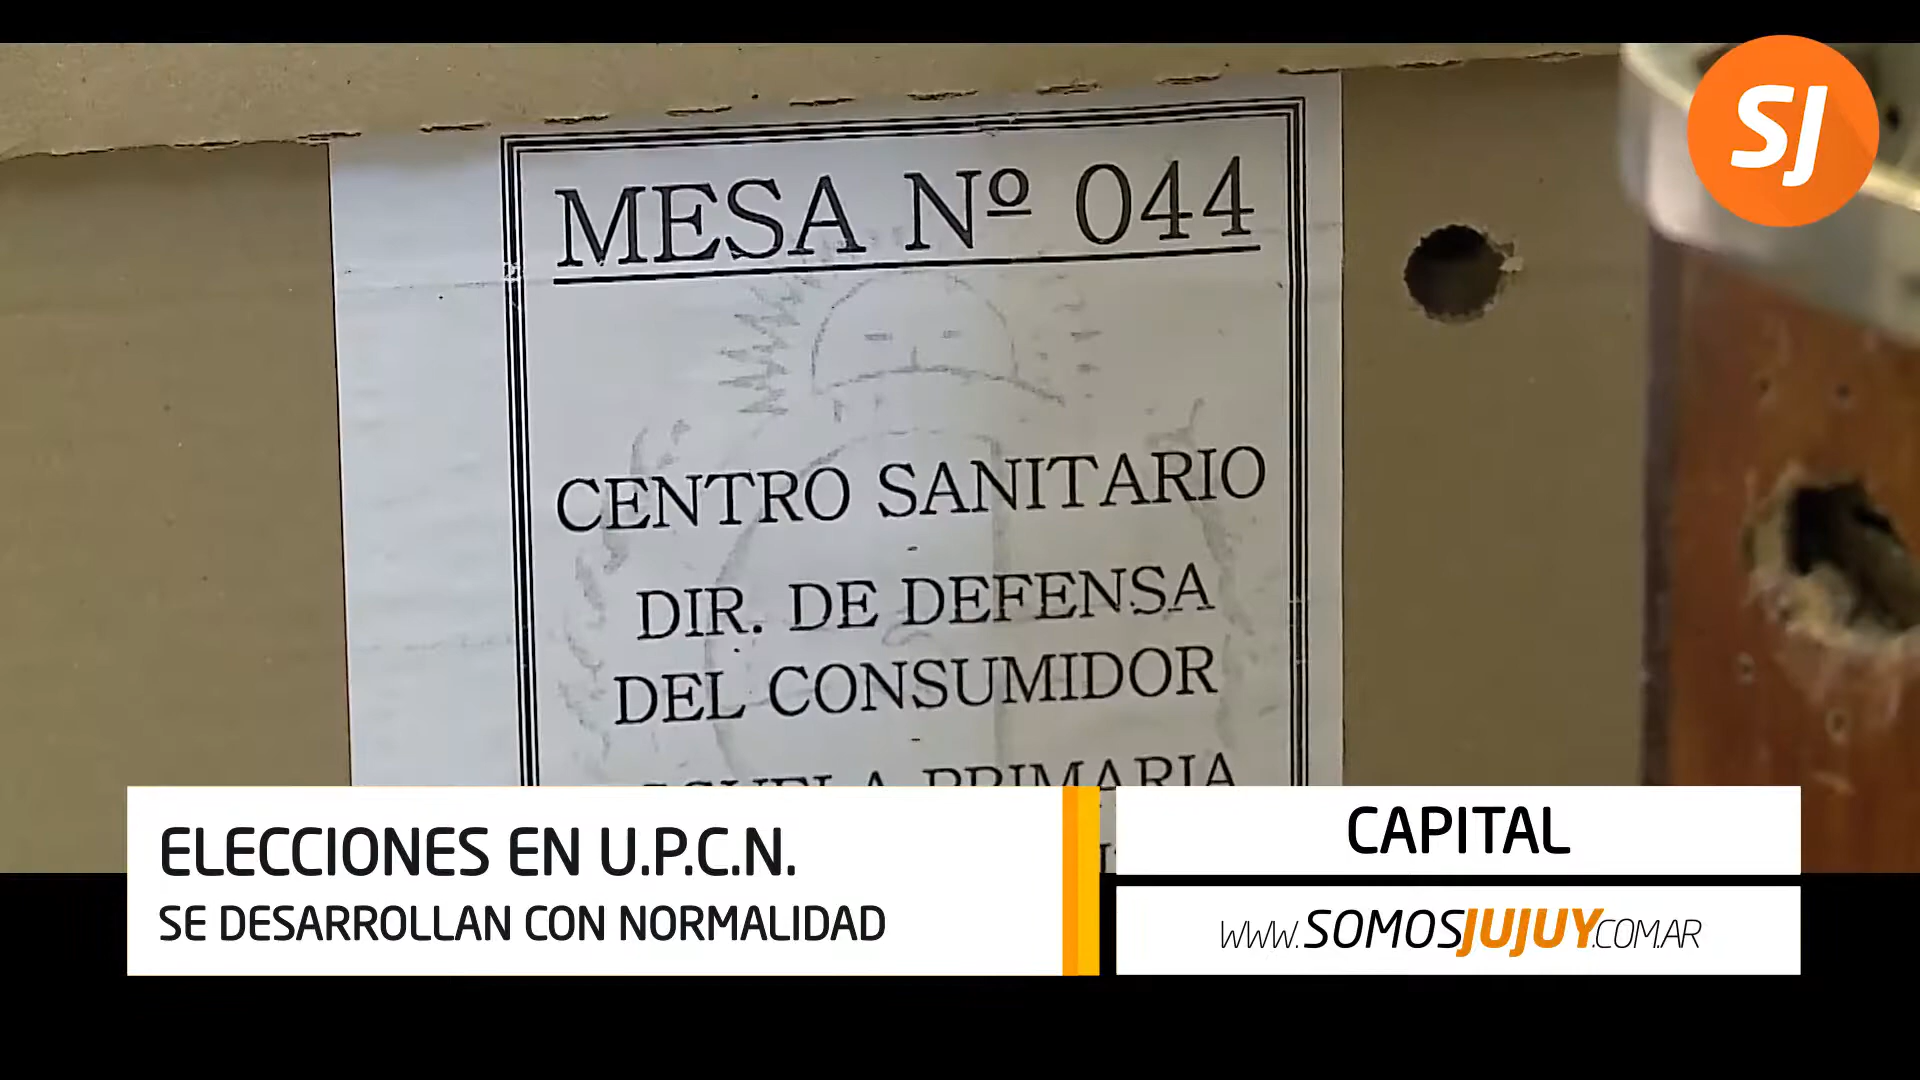 SJ
MESA Nº 044
CENTRO SANITARIO
-
DIR. DE DEFENSA
DEL CONSUMIDOR
-
PRIMARIA
ELECCIONES EN U.P.C.N.
SE DESARROLLAN CON NORMALIDAD
CAPITAL
WWW.SOMOSJUJUY.COM.AR